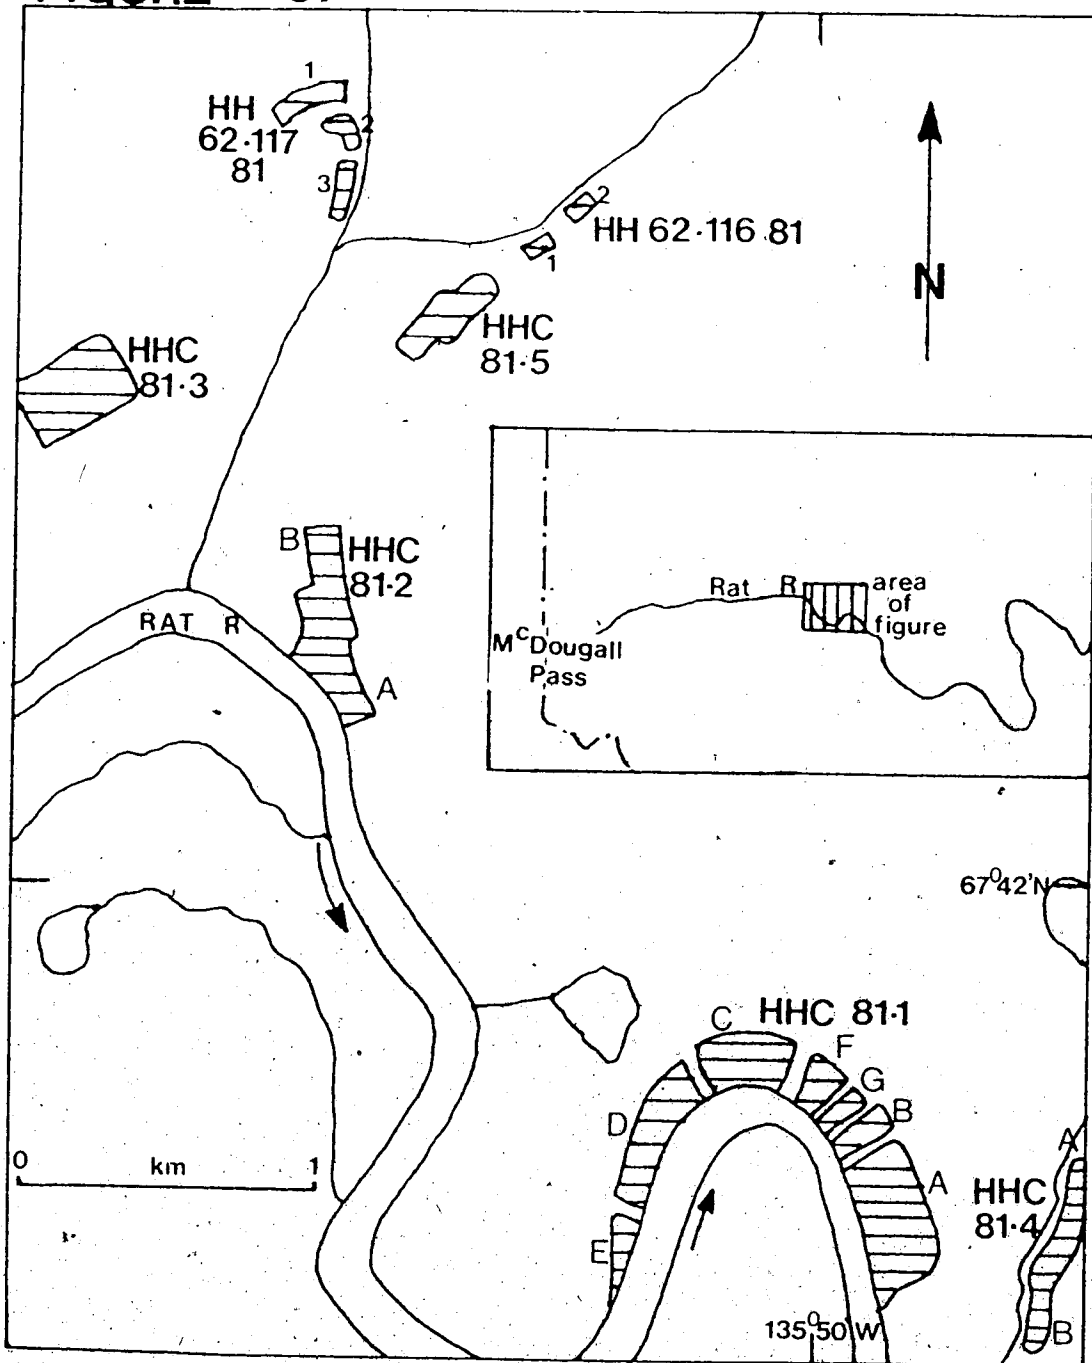 1
HH
62·117
81
2
3
2
HH 62·116 81
1
N
HHC
81·5
HHC
81·3
B
HHC
81·2
A
RAT R
Rat R
area
of
figure
McDougall
Pass
67°42'N
HHC 81·1
C
F
G
B
D
A
E
0 km 1
A
HHC
81·4
B
135°50'W